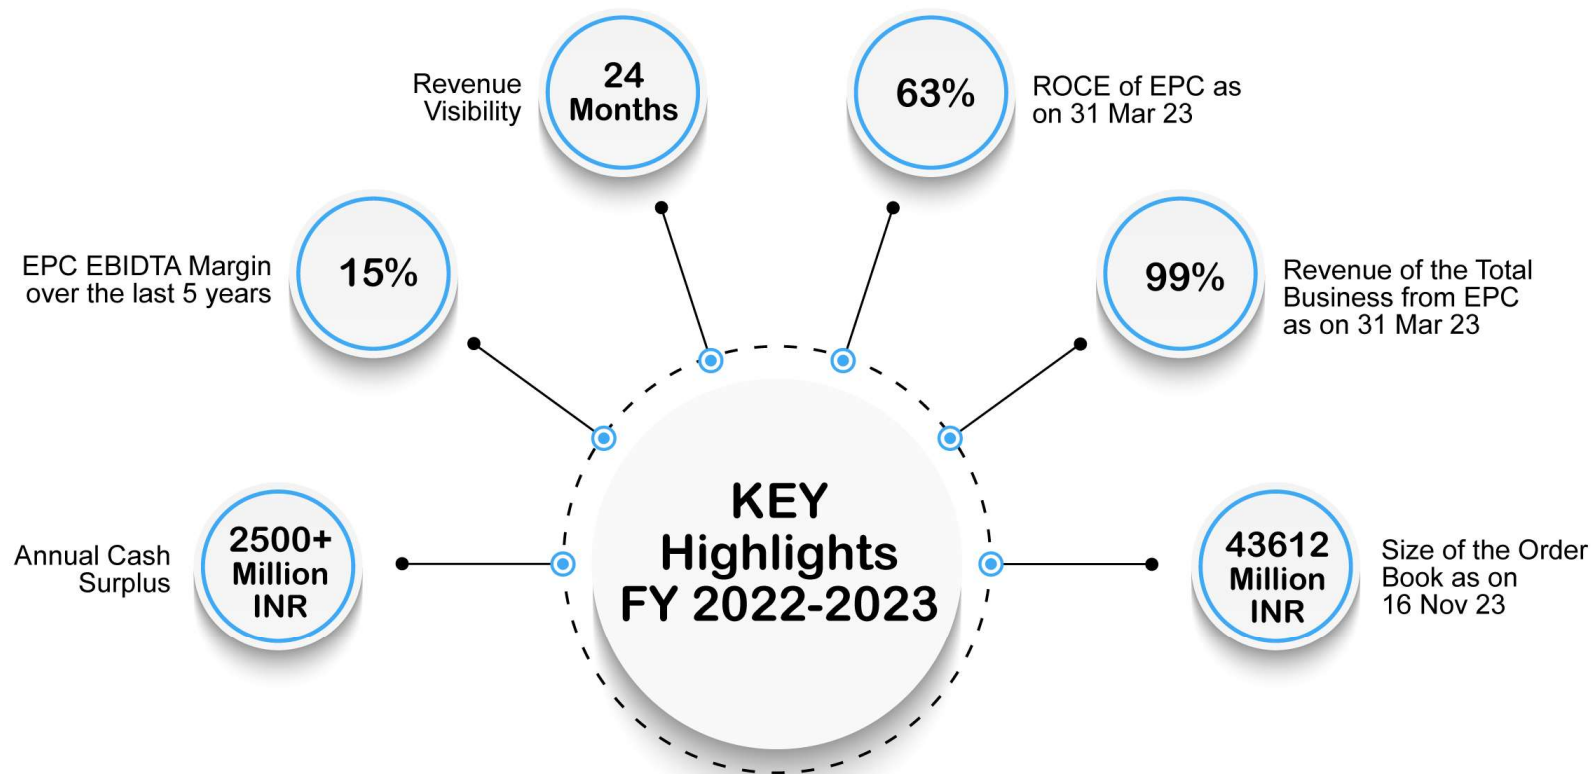 Revenue
Visibility
24
Months
63%
ROCE of EPC as
on 31 Mar 23
EPC EBIDTA Margin
over the last 5 years
15%
99%
Revenue of the Total
Business from EPC
as on 31 Mar 23
Annual Cash
Surplus
2500+
Million
INR
KEY
Highlights
FY 2022-2023
43612
Million
INR
Size of the Order
Book as on
16 Nov 23